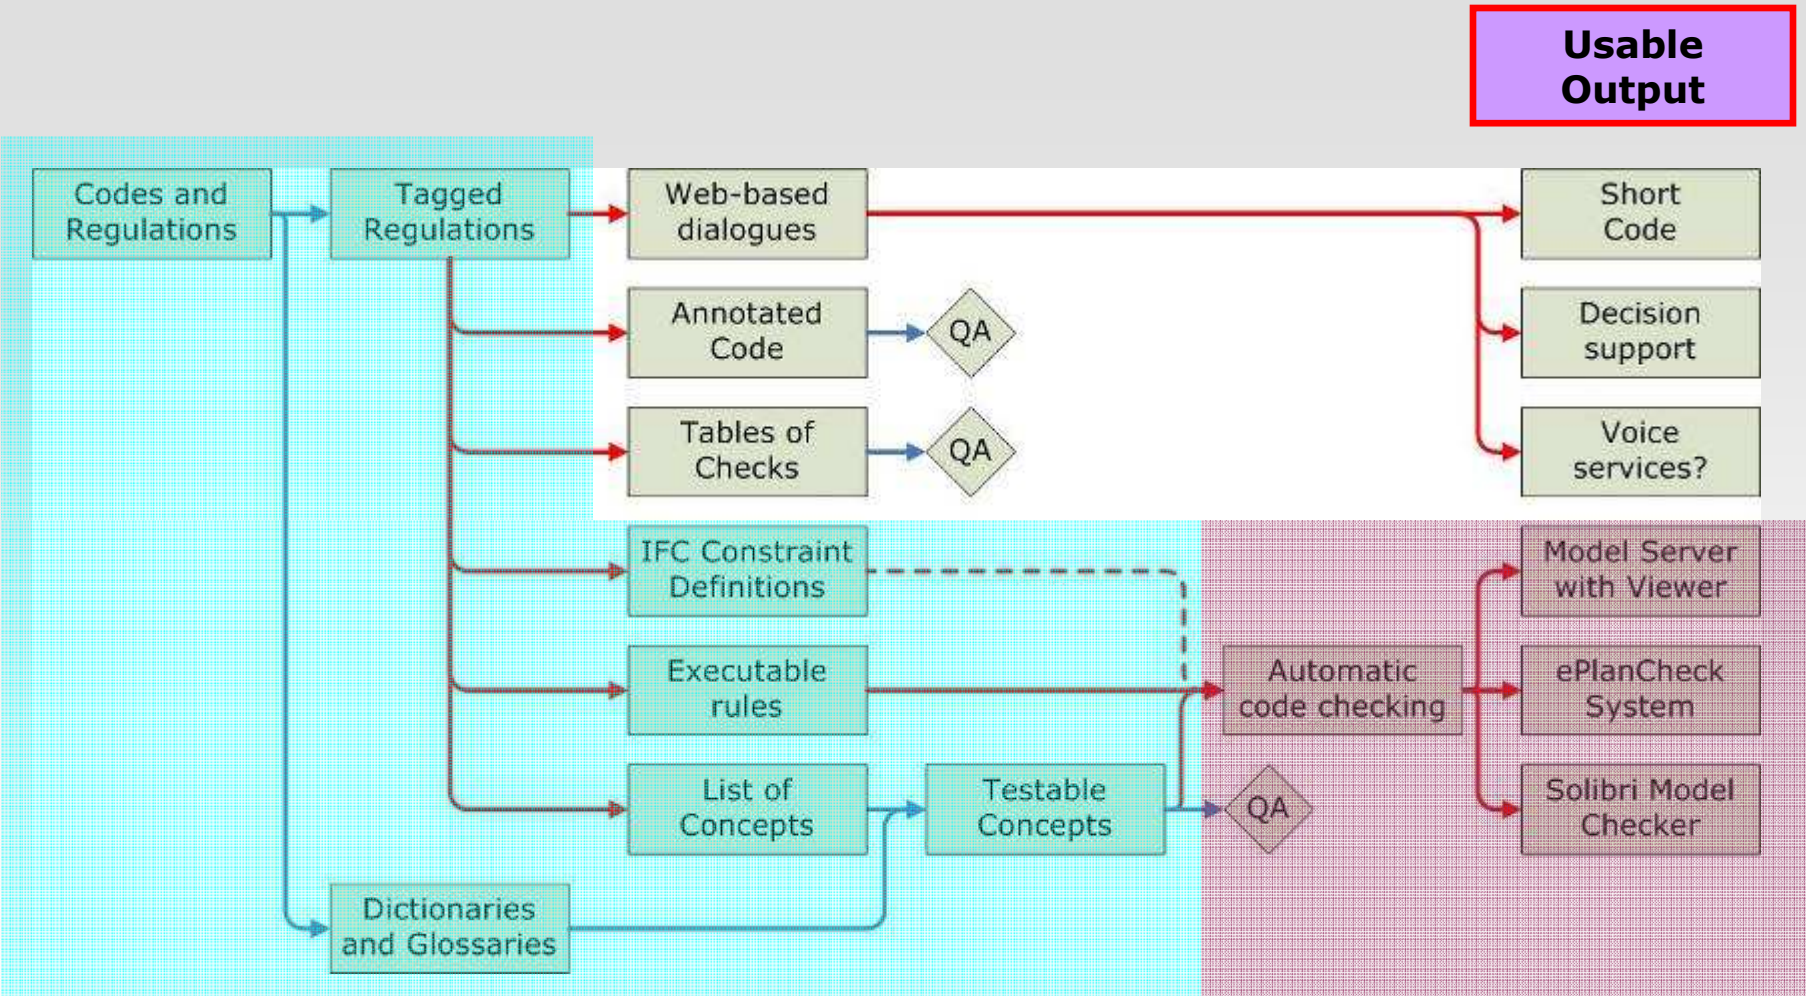 Usable
Output
Codes and
Regulations
Tagged
Regulations
Web-based
dialogues
Short
Code
Annotated
Code
QA
Decision
support
Tables of
Checks
QA
Voice
services?
IFC Constraint
Definitions
Model Server
with Viewer
Executable
rules
Automatic
code checking
ePlanCheck
System
List of
Concepts
Testable
Concepts
QA
Solibri Model
Checker
Dictionaries
and Glossaries